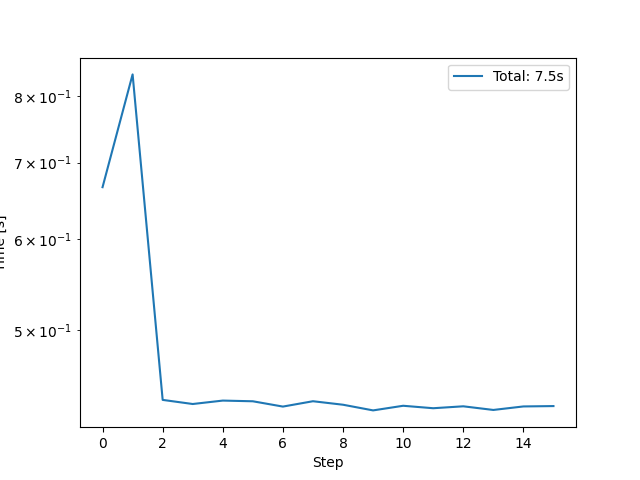 Total: 7.5s
8 × 10⁻¹
7 × 10⁻¹
6 × 10⁻¹
5 × 10⁻¹
[s]
0 2 4 6 8 10 12 14
Step